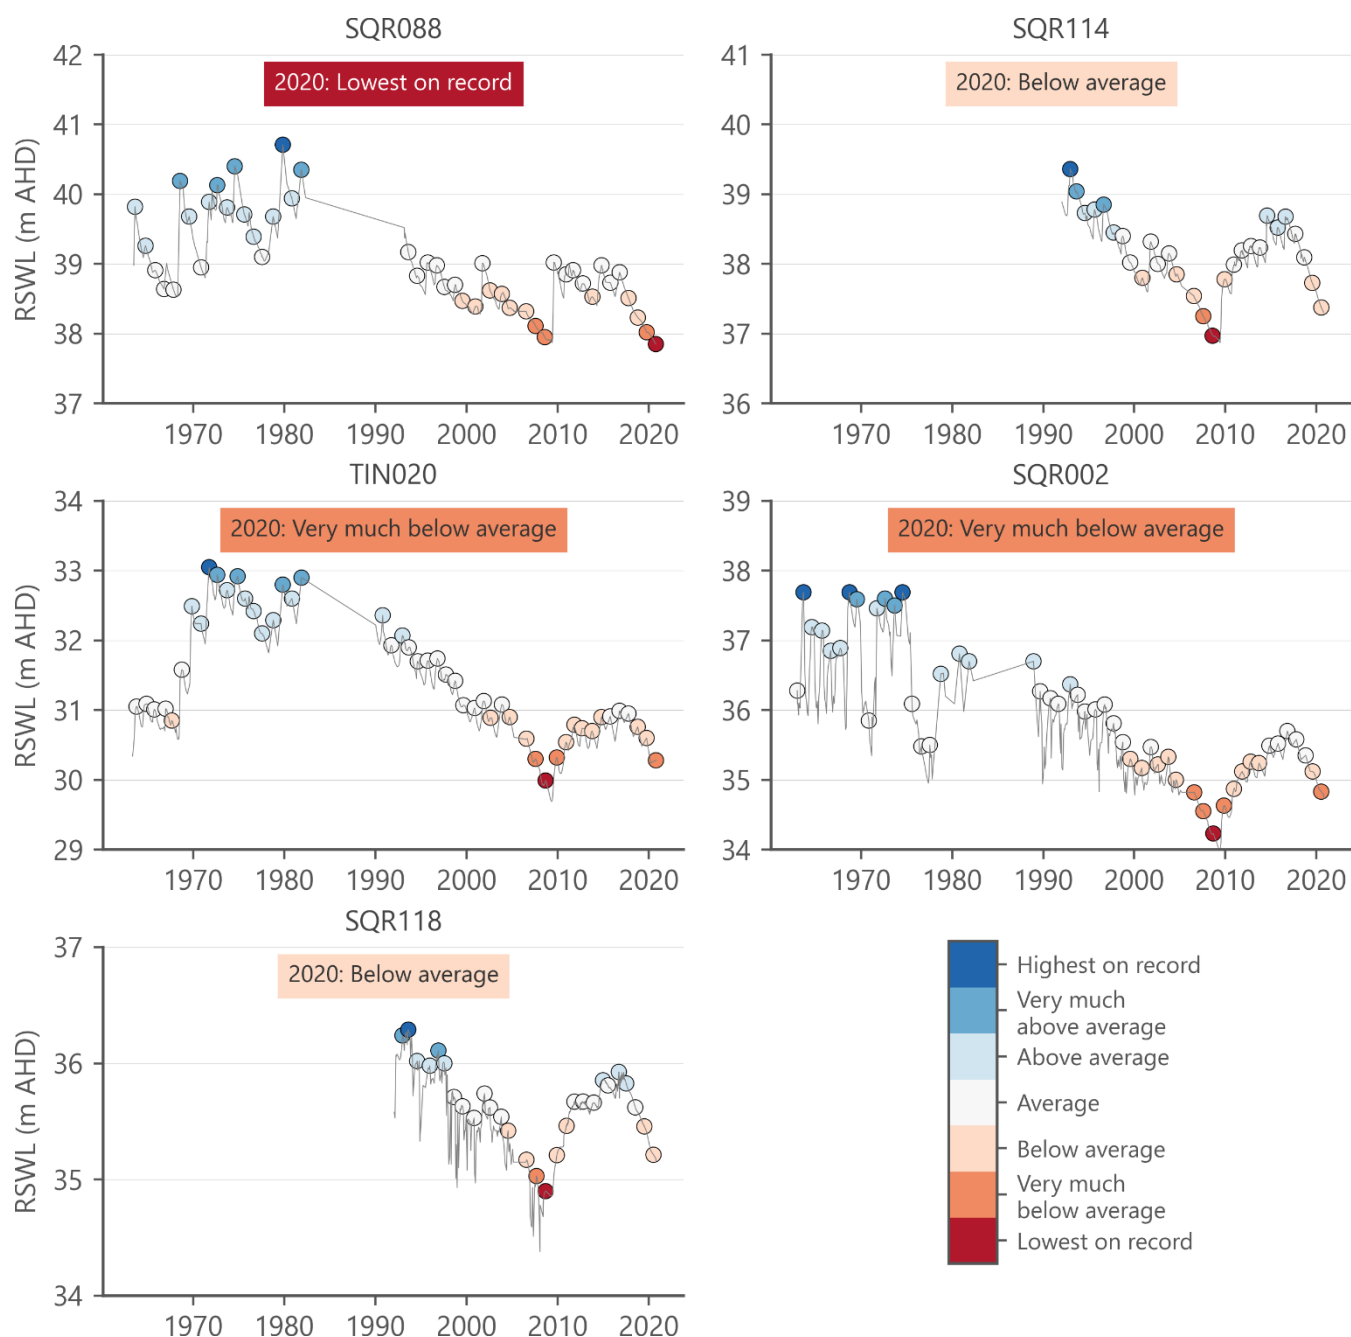 SQR088
42
2020: Lowest on record
41
40
39
38
37
RSWL (m AHD)
1970 1980 1990 2000 2010 2020
SQR114
41
2020: Below average
40
39
38
37
36
1970 1980 1990 2000 2010 2020
TIN020
34
2020: Very much below average
33
32
31
30
29
RSWL (m AHD)
1970 1980 1990 2000 2010 2020
SQR002
39
2020: Very much below average
38
37
36
35
34
1970 1980 1990 2000 2010 2020
SQR118
37
2020: Below average
36
35
34
RSWL (m AHD)
1970 1980 1990 2000 2010 2020
Highest on record
Very much
above average
Above average
Average
Below average
Very much
below average
Lowest on record